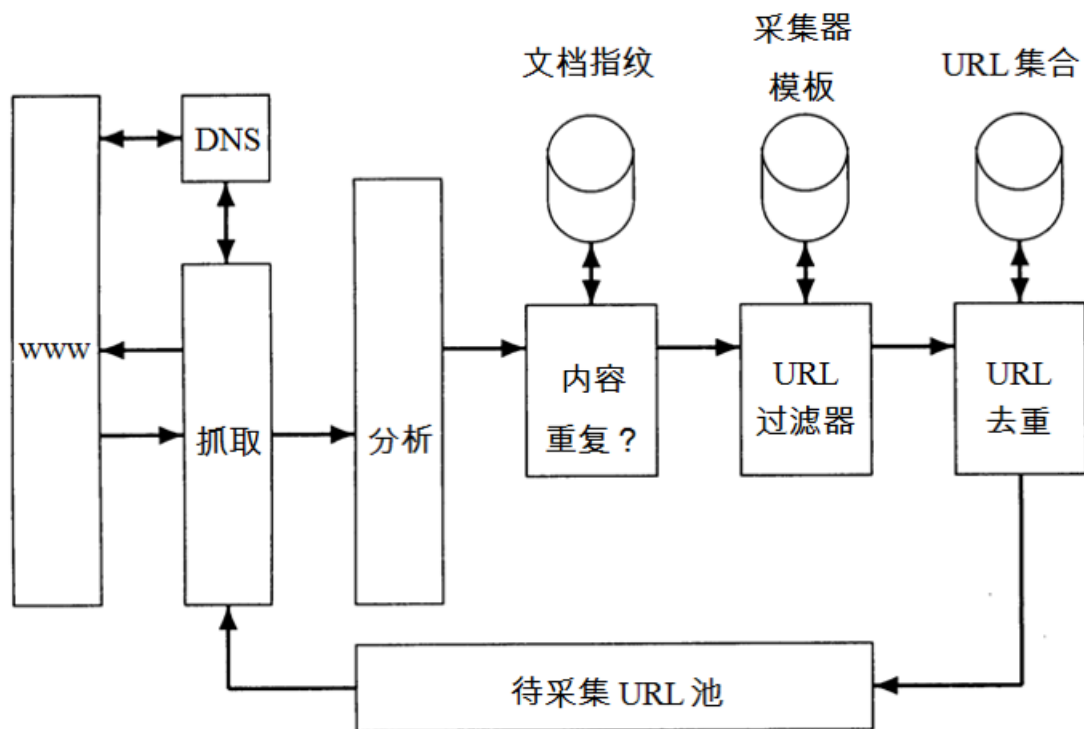 文档指纹
采集器
模板
URL 集合
DNS
www
抓取
分析
内容
重复？
URL
过滤器
URL
去重
待采集 URL 池